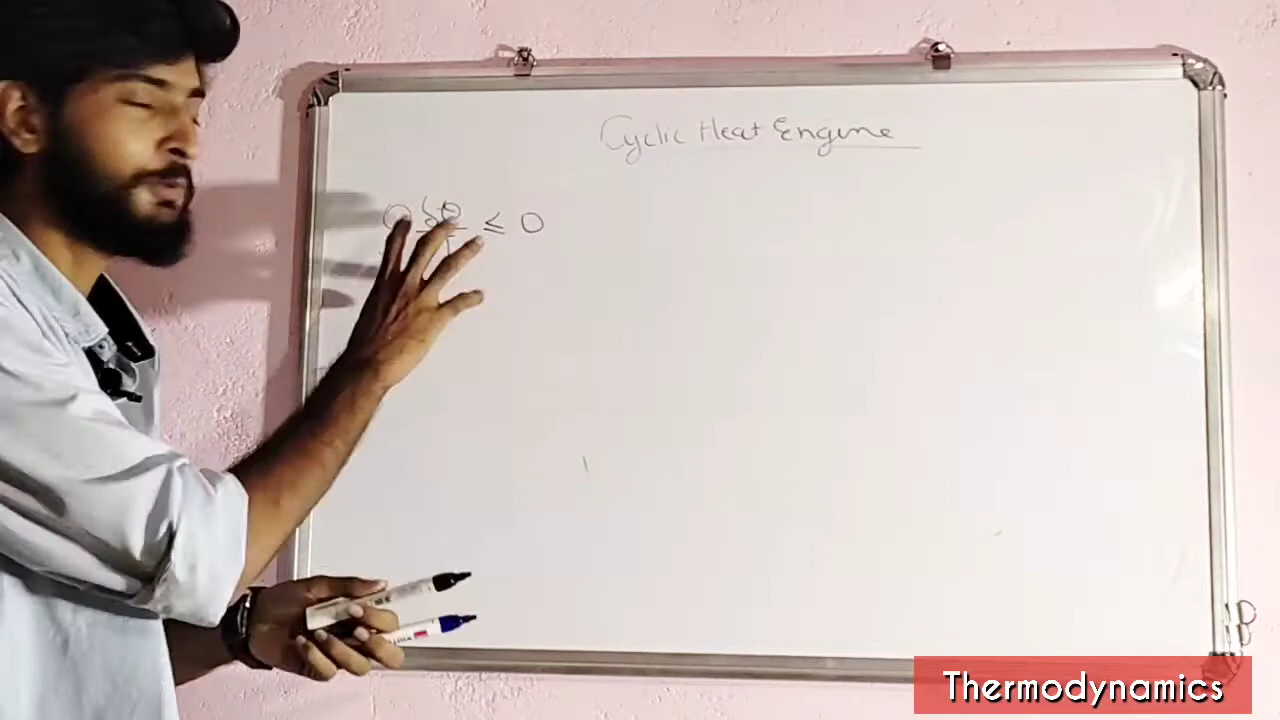 Cyclic Heat Engine
∮ δQ/T ≤ 0
Thermodynamics